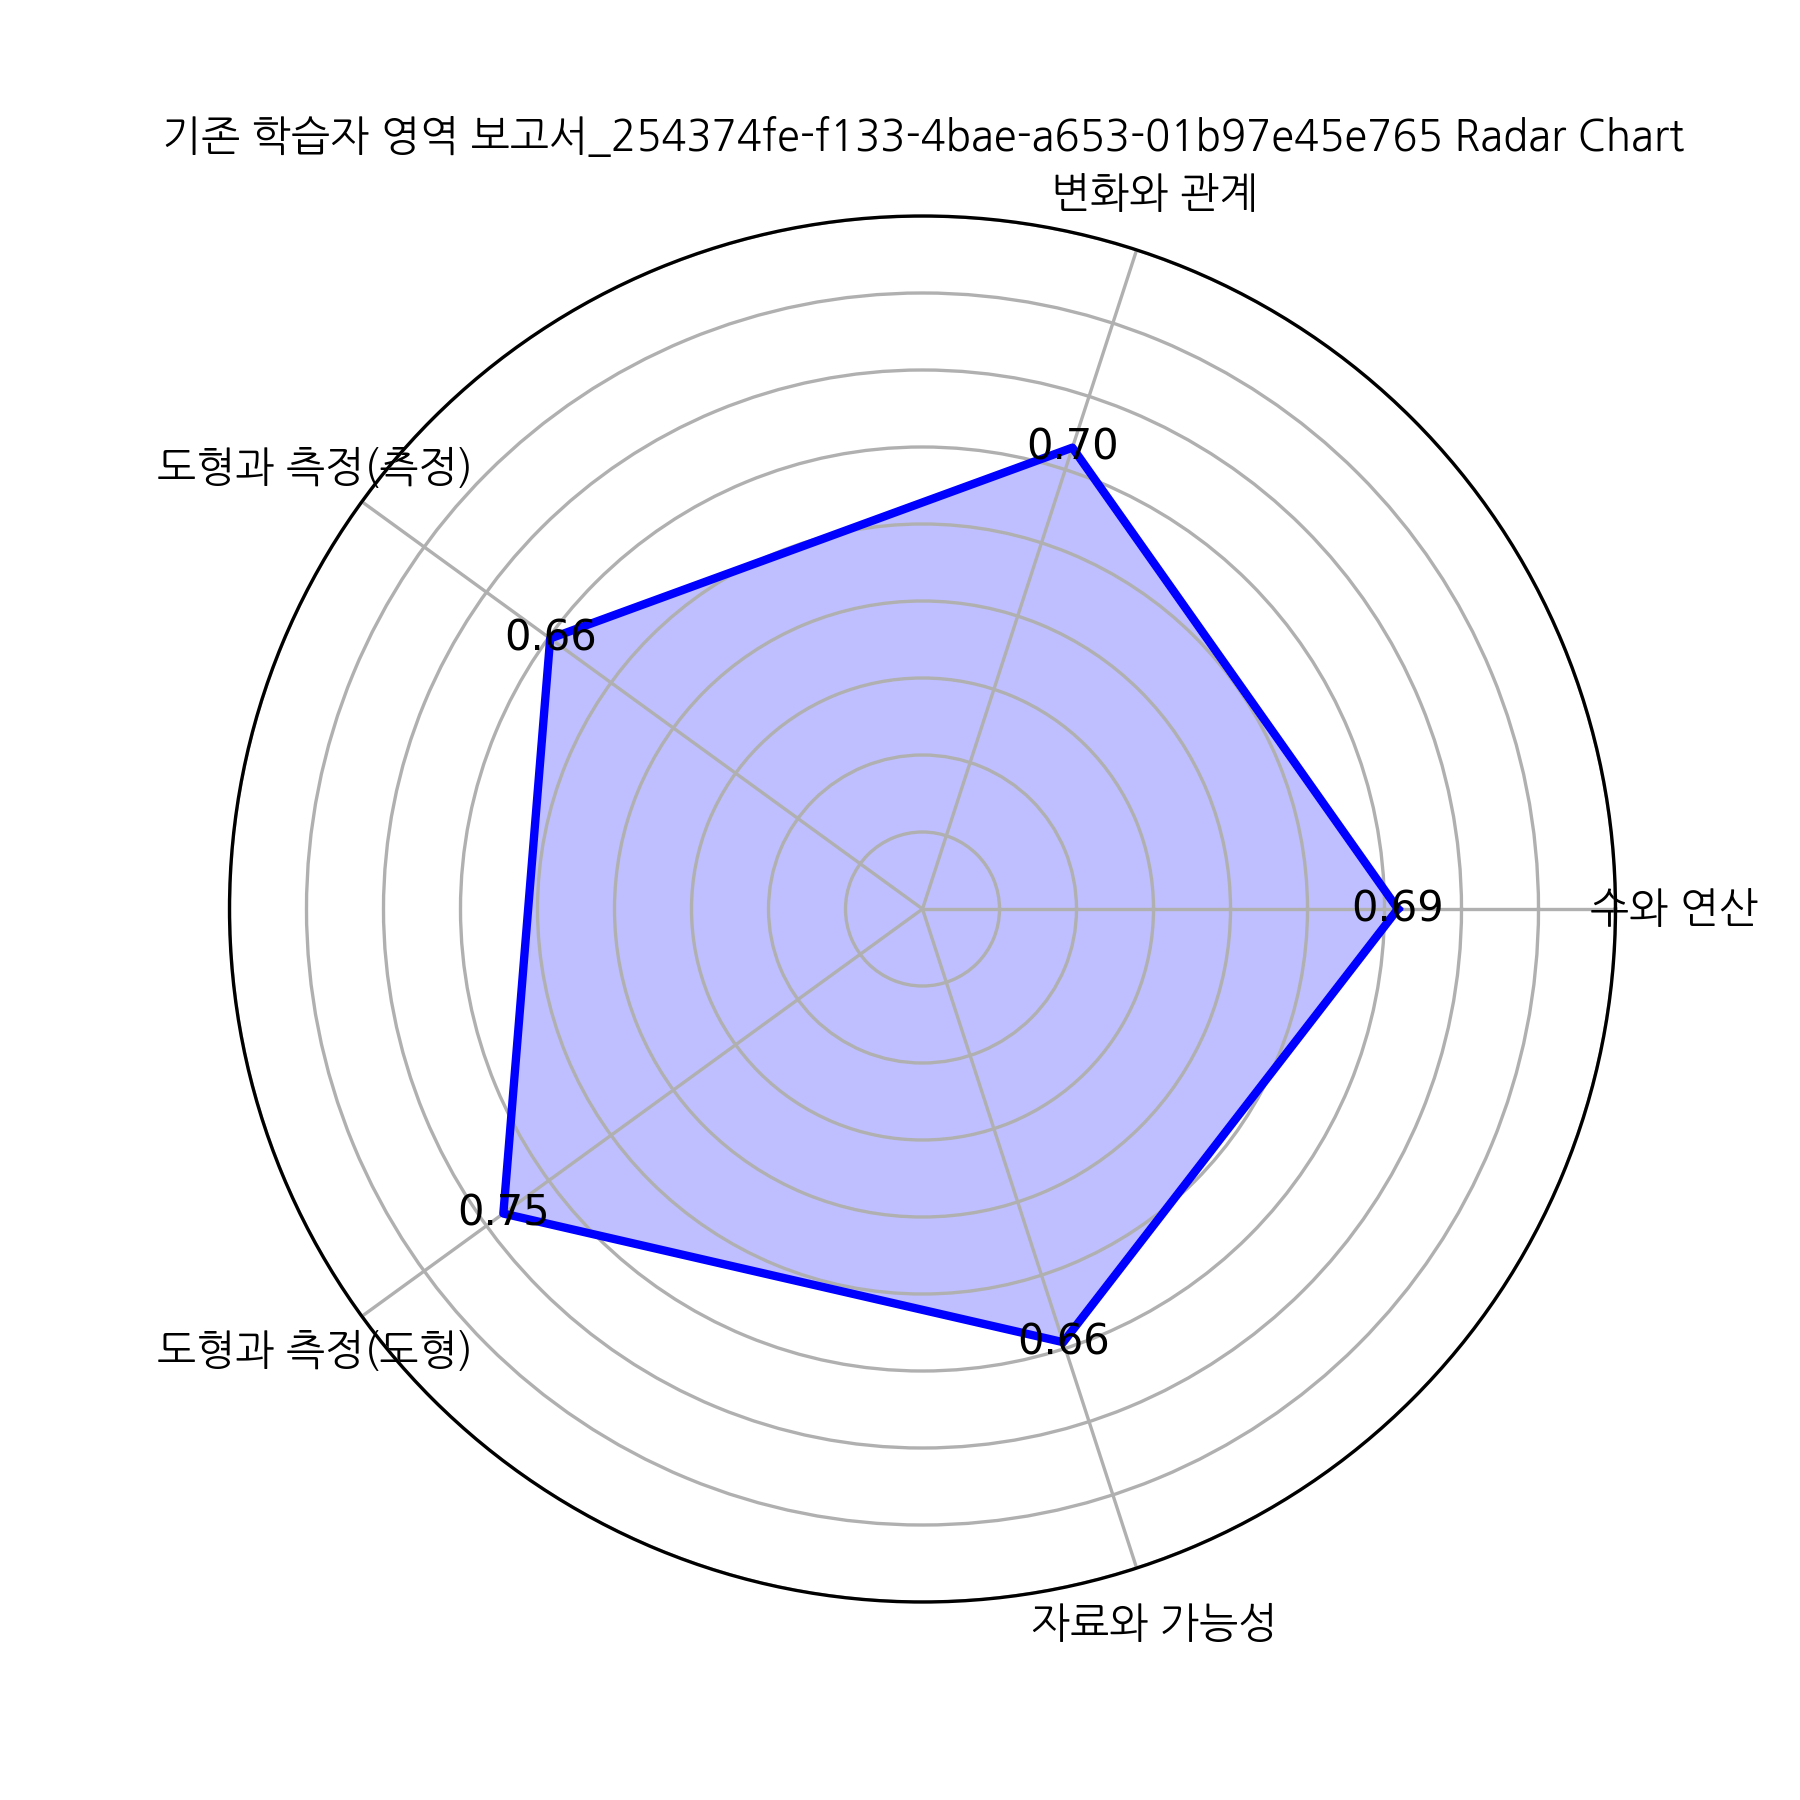 기존 학습자 영역 보고서_254374fe-f133-4bae-a653-01b97e45e765 Radar Chart
변화와 관계
0.70
도형과 측정(측정)
0.66
0.69
수와 연산
0.75
도형과 측정(도형)
0.66
자료와 가능성